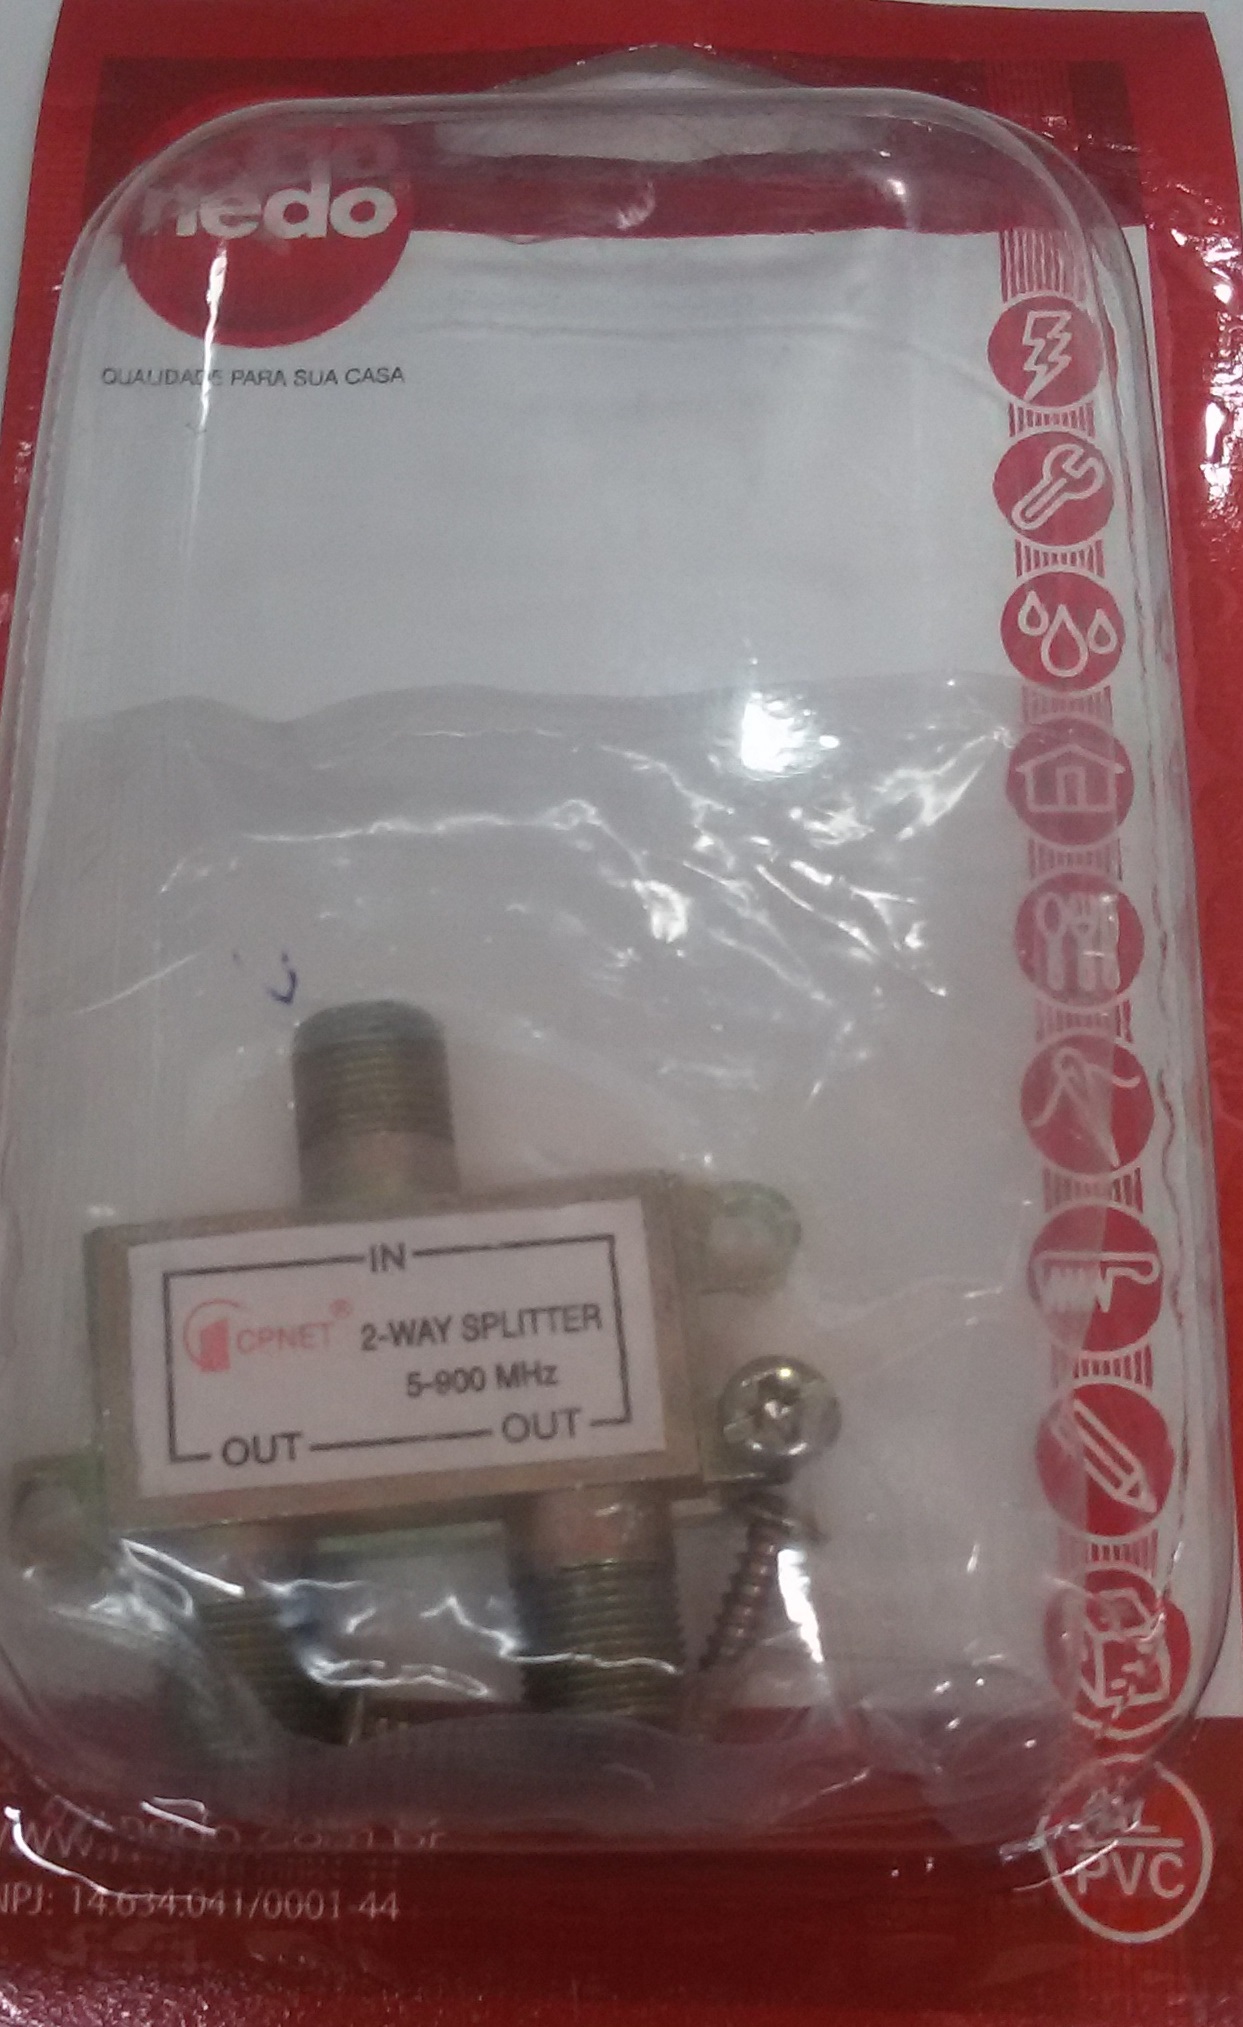 nedo
QUALIDADE PARA SUA CASA
IN
CPNET® 2-WAY SPLITTER
5-900 MHz
OUT OUT
NPJ: 14.634.041/0001-44
PVC